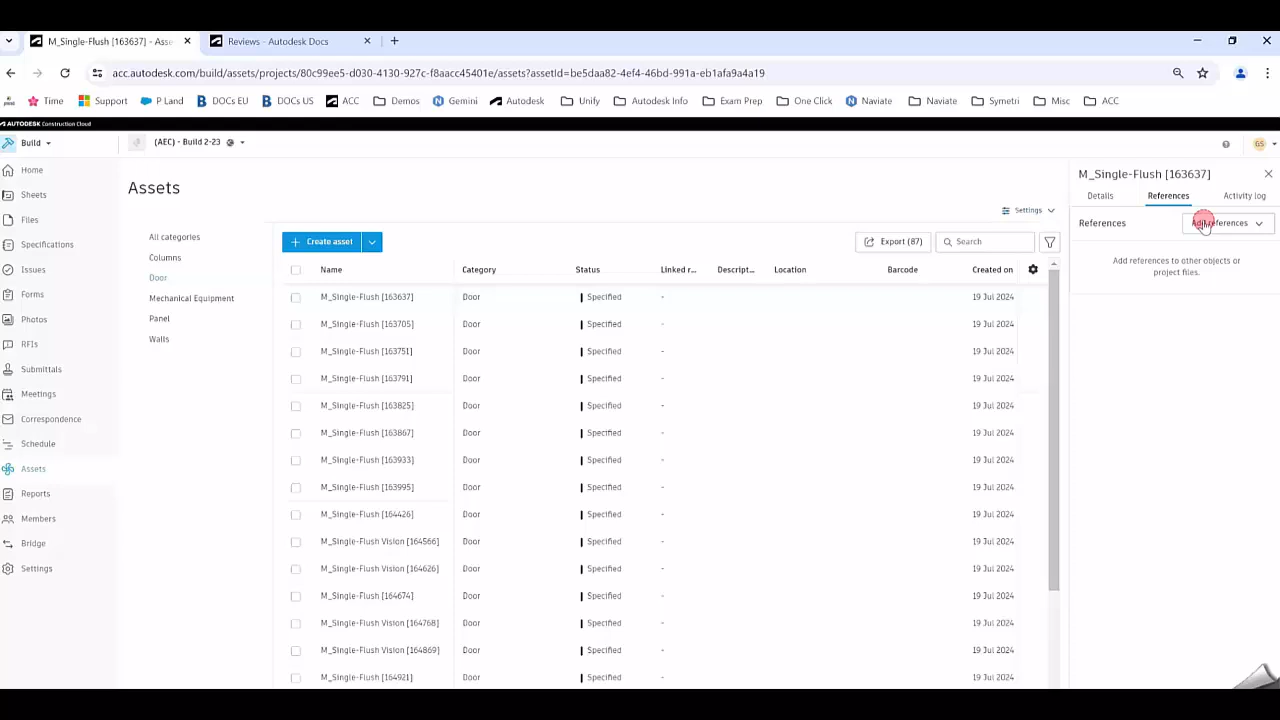 M_Single-Flush [163637] - Asse
Reviews - Autodesk Docs
acc.autodesk.com/build/assets/projects/80c99ee5-d030-4130-927c-f8aacc45401e/assets?assetId=be5daa82-4ef4-46bd-991a-eb1afa9a4a19
Time Support P Land DOCs EU DOCs US ACC Demos Gemini Autodesk Unify Autodesk Info Exam Prep One Click Naviate Naviate Symetri Misc ACC
AUTODESK Construction Cloud
Build
(AEC) - Build 2-23
GS
Home
Sheets
Files
Specifications
Issues
Forms
Photos
RFIs
Submittals
Meetings
Correspondence
Schedule
Assets
Reports
Members
Bridge
Settings
Assets
Settings
All categories
Columns
Door
Mechanical Equipment
Panel
Walls
+ Create asset
Export (87)
Search
Name Category Status Linked r... Descript... Location Barcode Created on
M_Single-Flush [163637] Door Specified - 19 Jul 2024
M_Single-Flush [163705] Door Specified - 19 Jul 2024
M_Single-Flush [163751] Door Specified - 19 Jul 2024
M_Single-Flush [163791] Door Specified - 19 Jul 2024
M_Single-Flush [163825] Door Specified - 19 Jul 2024
M_Single-Flush [163867] Door Specified - 19 Jul 2024
M_Single-Flush [163933] Door Specified - 19 Jul 2024
M_Single-Flush [163995] Door Specified - 19 Jul 2024
M_Single-Flush [164426] Door Specified - 19 Jul 2024
M_Single-Flush Vision [164566] Door Specified - 19 Jul 2024
M_Single-Flush Vision [164626] Door Specified - 19 Jul 2024
M_Single-Flush [164674] Door Specified - 19 Jul 2024
M_Single-Flush Vision [164768] Door Specified - 19 Jul 2024
M_Single-Flush Vision [164869] Door Specified - 19 Jul 2024
M_Single-Flush [164921] Door Specified - 19 Jul 2024
M_Single-Flush [163637]
Details References Activity log
References
Add references
Add references to other objects or
project files.